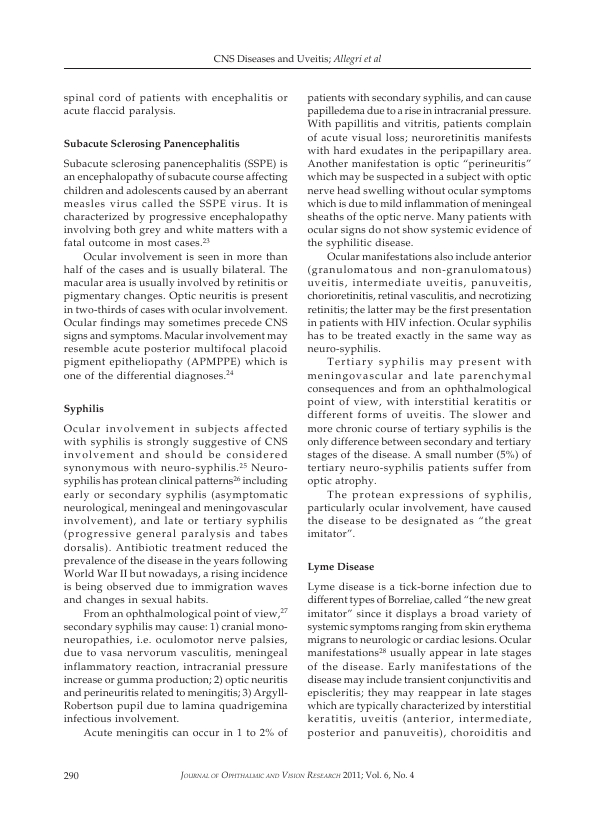 CNS Diseases and Uveitis; Allegri et al
spinal cord of patients with encephalitis or
acute flaccid paralysis.
Subacute Sclerosing Panencephalitis
Subacute sclerosing panencephalitis (SSPE) is
an encephalopathy of subacute course affecting
children and adolescents caused by an aberrant
measles virus called the SSPE virus. It is
characterized by progressive encephalopathy
involving both grey and white matters with a
fatal outcome in most cases.23
Ocular involvement is seen in more than
half of the cases and is usually bilateral. The
macular area is usually involved by retinitis or
pigmentary changes. Optic neuritis is present
in two-thirds of cases with ocular involvement.
Ocular findings may sometimes precede CNS
signs and symptoms. Macular involvement may
resemble acute posterior multifocal placoid
pigment epitheliopathy (APMPPE) which is
one of the differential diagnoses.24
Syphilis
Ocular involvement in subjects affected
with syphilis is strongly suggestive of CNS
involvement and should be considered
synonymous with neuro-syphilis.25 Neuro-
syphilis has protean clinical patterns26 including
early or secondary syphilis (asymptomatic
neurological, meningeal and meningovascular
involvement), and late or tertiary syphilis
(progressive general paralysis and tabes
dorsalis). Antibiotic treatment reduced the
prevalence of the disease in the years following
World War II but nowadays, a rising incidence
is being observed due to immigration waves
and changes in sexual habits.
From an ophthalmological point of view,27
secondary syphilis may cause: 1) cranial mono-
neuropathies, i.e. oculomotor nerve palsies,
due to vasa nervorum vasculitis, meningeal
inflammatory reaction, intracranial pressure
increase or gumma production; 2) optic neuritis
and perineuritis related to meningitis; 3) Argyll-
Robertson pupil due to lamina quadrigemina
infectious involvement.
Acute meningitis can occur in 1 to 2% of
patients with secondary syphilis, and can cause
papilledema due to a rise in intracranial pressure.
With papillitis and vitritis, patients complain
of acute visual loss; neuroretinitis manifests
with hard exudates in the peripapillary area.
Another manifestation is optic “perineuritis”
which may be suspected in a subject with optic
nerve head swelling without ocular symptoms
which is due to mild inflammation of meningeal
sheaths of the optic nerve. Many patients with
ocular signs do not show systemic evidence of
the syphilitic disease.
Ocular manifestations also include anterior
(granulomatous and non-granulomatous)
uveitis, intermediate uveitis, panuveitis,
chorioretinitis, retinal vasculitis, and necrotizing
retinitis; the latter may be the first presentation
in patients with HIV infection. Ocular syphilis
has to be treated exactly in the same way as
neuro-syphilis.
Tertiary syphilis may present with
meningovascular and late parenchymal
consequences and from an ophthalmological
point of view, with interstitial keratitis or
different forms of uveitis. The slower and
more chronic course of tertiary syphilis is the
only difference between secondary and tertiary
stages of the disease. A small number (5%) of
tertiary neuro-syphilis patients suffer from
optic atrophy.
The protean expressions of syphilis,
particularly ocular involvement, have caused
the disease to be designated as “the great
imitator”.
Lyme Disease
Lyme disease is a tick-borne infection due to
different types of Borreliae, called “the new great
imitator” since it displays a broad variety of
systemic symptoms ranging from skin erythema
migrans to neurologic or cardiac lesions. Ocular
manifestations28 usually appear in late stages
of the disease. Early manifestations of the
disease may include transient conjunctivitis and
episcleritis; they may reappear in late stages
which are typically characterized by interstitial
keratitis, uveitis (anterior, intermediate,
posterior and panuveitis), choroiditis and
290
JOURNAL OF OPHTHALMIC AND VISION RESEARCH 2011; Vol. 6, No. 4